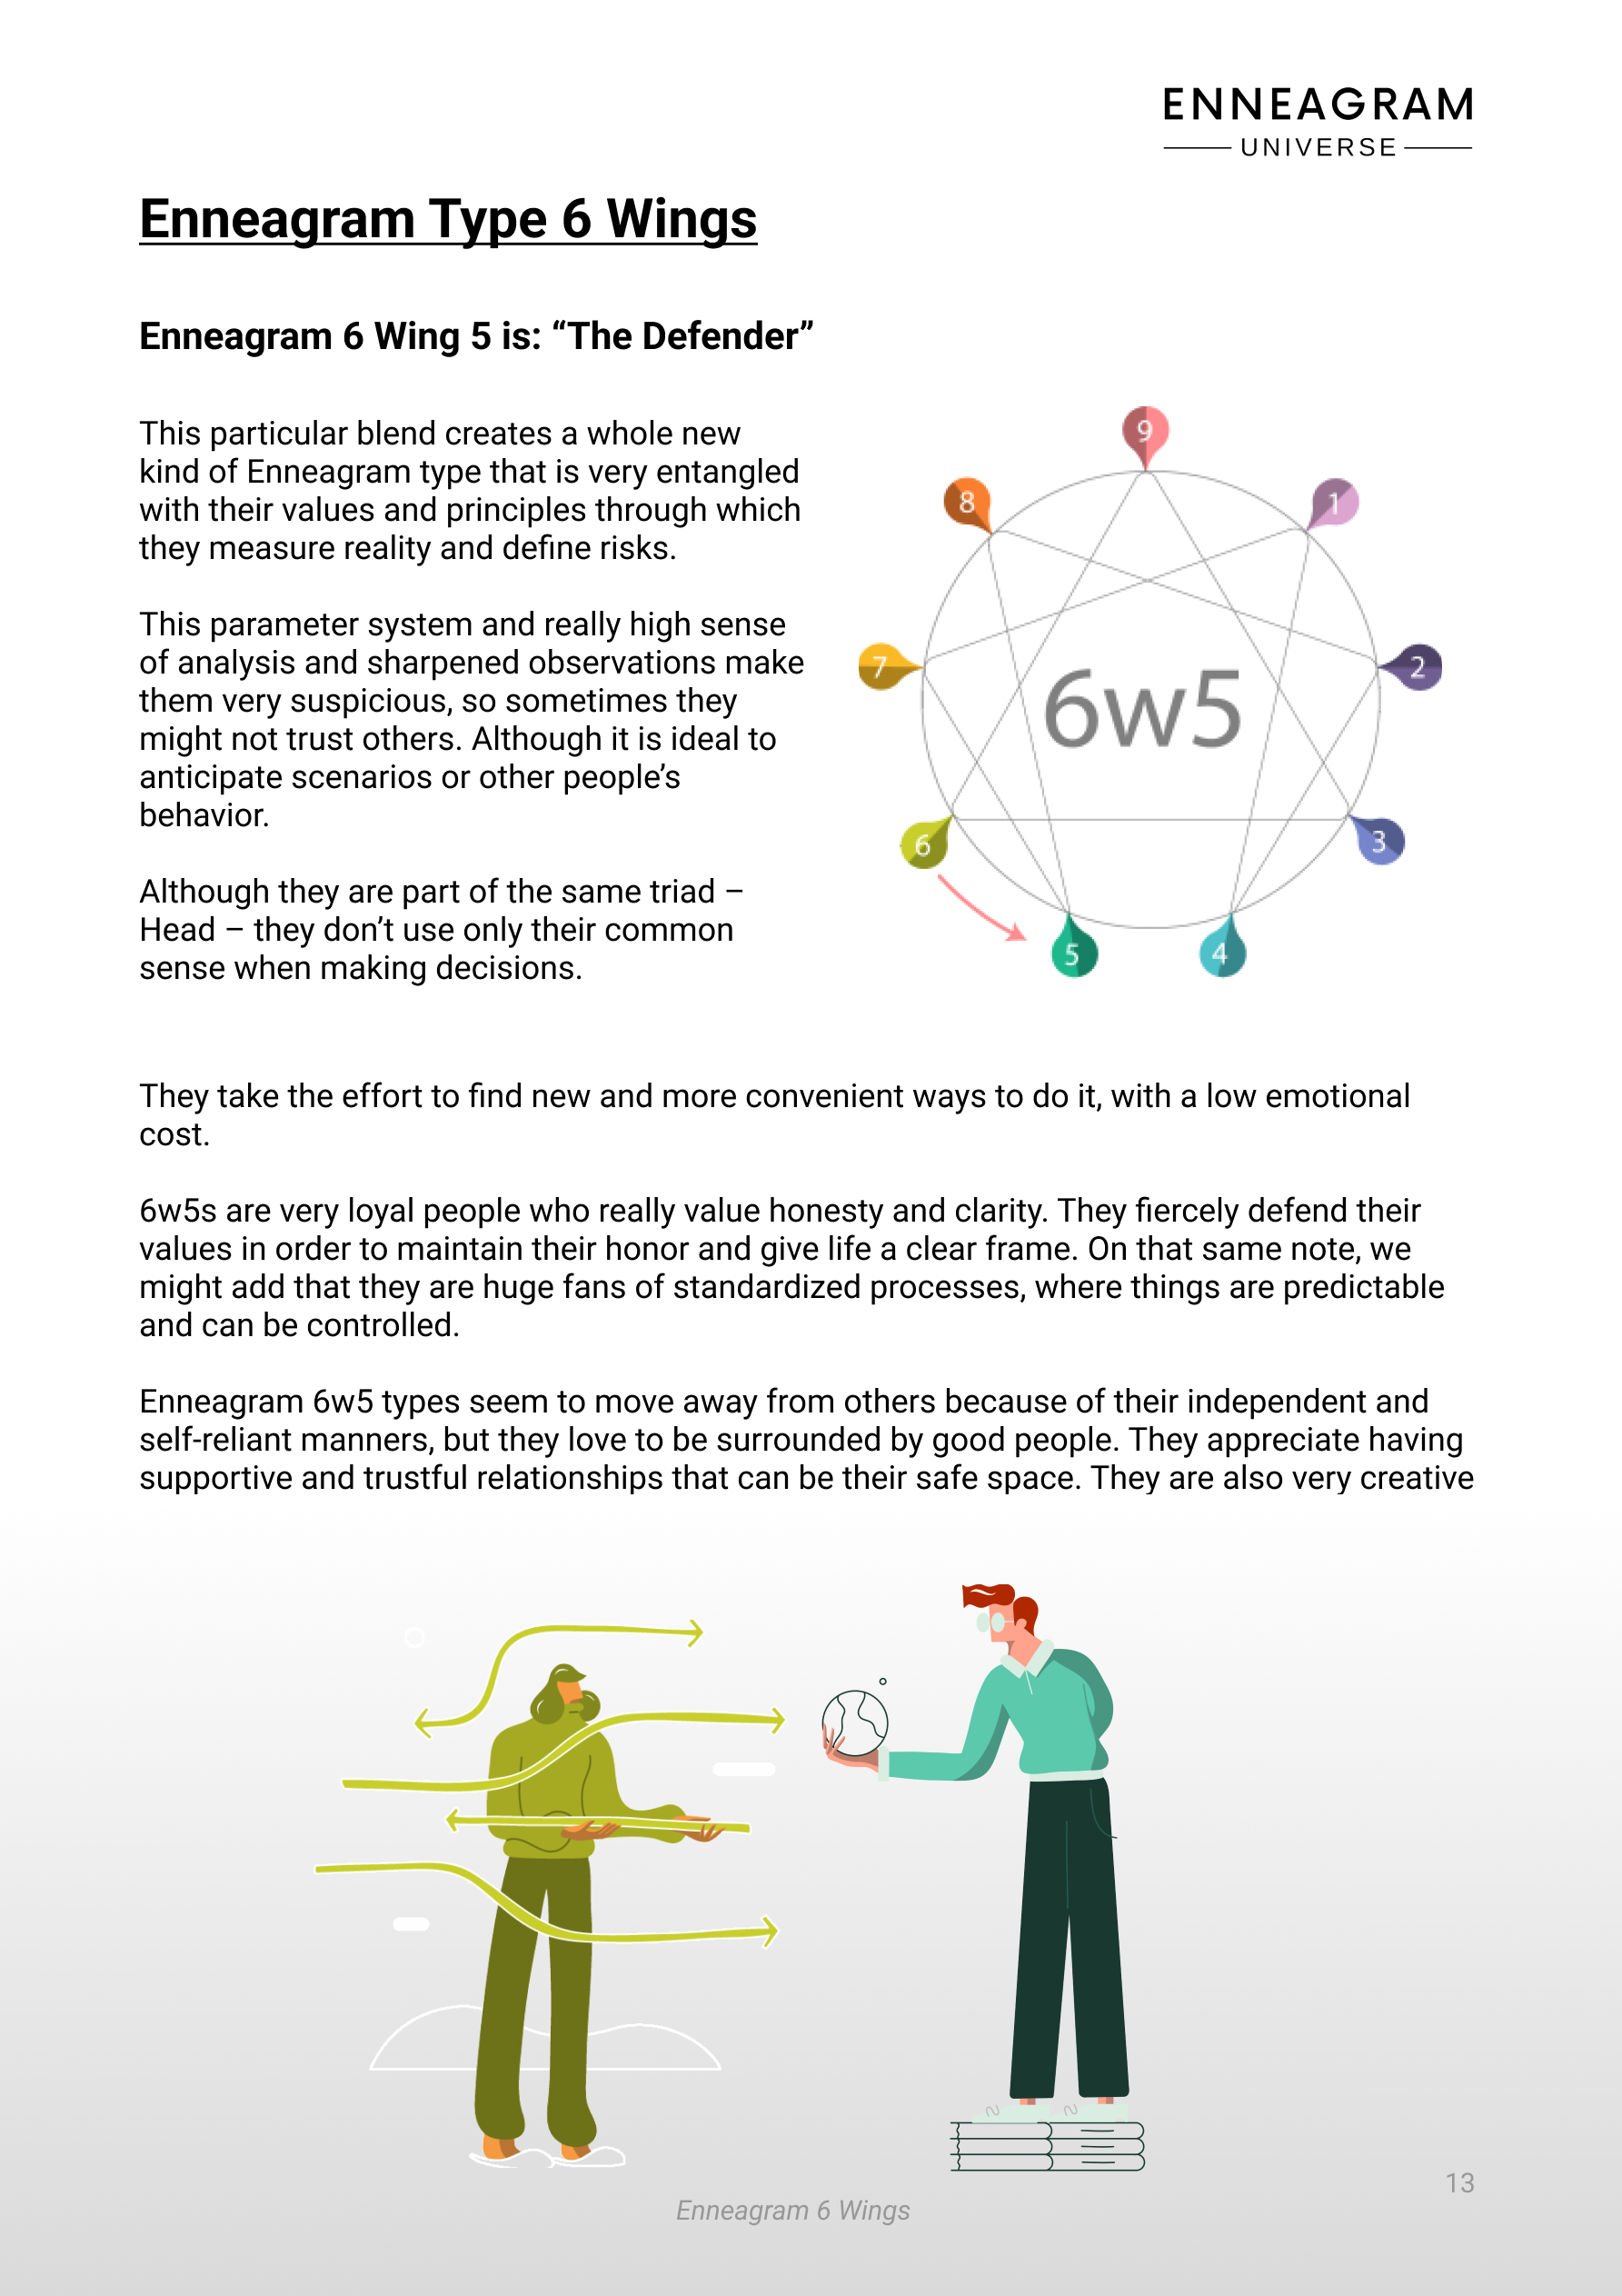 ENNEAGRAM
UNIVERSE
Enneagram Type 6 Wings
Enneagram 6 Wing 5 is: “The Defender”
This particular blend creates a whole new
kind of Enneagram type that is very entangled
with their values and principles through which
they measure reality and define risks.
This parameter system and really high sense
of analysis and sharpened observations make
them very suspicious, so sometimes they
might not trust others. Although it is ideal to
anticipate scenarios or other people’s
behavior.
Although they are part of the same triad –
Head – they don’t use only their common
sense when making decisions.
9
8
1
7
2
6w5
6
3
5
4
They take the effort to find new and more convenient ways to do it, with a low emotional
cost.
6w5s are very loyal people who really value honesty and clarity. They fiercely defend their
values in order to maintain their honor and give life a clear frame. On that same note, we
might add that they are huge fans of standardized processes, where things are predictable
and can be controlled.
Enneagram 6w5 types seem to move away from others because of their independent and
self-reliant manners, but they love to be surrounded by good people. They appreciate having
supportive and trustful relationships that can be their safe space. They are also very creative
13
Enneagram 6 Wings